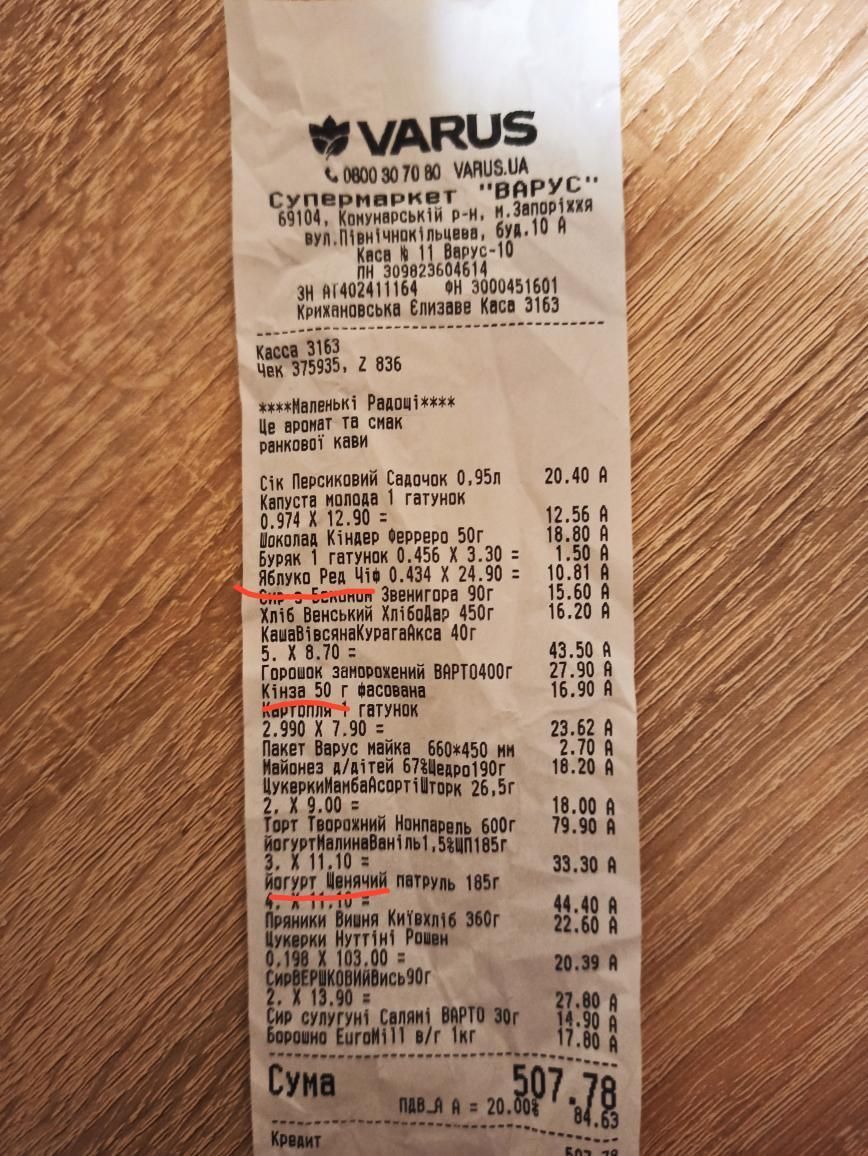 VARUS
0800 30 70 80 VARUS.UA
Супермаркет "ВАРУС"
69104, Комунарській р-н, м.Запоріжжя
вул.Північнокільцева, буд.10 А
Каса № 11 Варус-10
ПН 309823604614
ЗН АГ402411164 ФН 3000451601
Крижановська Єлизаве Каса 3163
Касса 3163
Чек 375935, Z 836
****Маленькі Радощі****
Це аромат та смак
ранкової кави
Сік Персиковий Садочок 0,95л 20.40 А
Капуста молода 1 гатунок
0.974 X 12.90 = 12.56 А
Шоколад Кіндер Ферреро 50г 18.80 А
Буряк 1 гатунок 0.456 X 3.30 = 1.50 А
Яблуко Ред Чіф 0.434 X 24.90 = 10.81 А
Сир з Беконом Звенигора 90г 15.60 А
Хліб Венський ХлібоДар 450г 16.20 А
КашаВівсянаКурагаАкса 40г
5. X 8.70 = 43.50 А
Горошок заморожений ВАРТО400г 27.90 А
Кінза 50 г фасована 16.90 А
Картопля 1 гатунок
2.990 X 7.90 = 23.62 А
Пакет Варус майка 660*450 мм 2.70 А
Майонез д/дітей 67%Щедро190г 18.20 А
ЦукеркиМамбаАсортіШторк 26,5г
2. X 9.00 = 18.00 А
Торт Творожний Нонпарель 600г 79.90 А
йогуртМалинаВаніль1,5%ШП185г
3. X 11.10 = 33.30 А
йогурт Щенячий патруль 185г
4. X 11.10 = 44.40 А
Пряники Вишня Київхліб 360г 22.60 А
Цукерки Нуттіні Рошен
0.198 X 103.00 = 20.39 А
СирВЕРШКОВИЙВись90г
2. X 13.90 = 27.80 А
Сир сулугуні Салямі ВАРТО 30г 14.90 А
Борошно EuroMill в/г 1кг 17.80 А
Сума 507.78
ПДВ_А А = 20.00% 84.63
Кредит 507.78